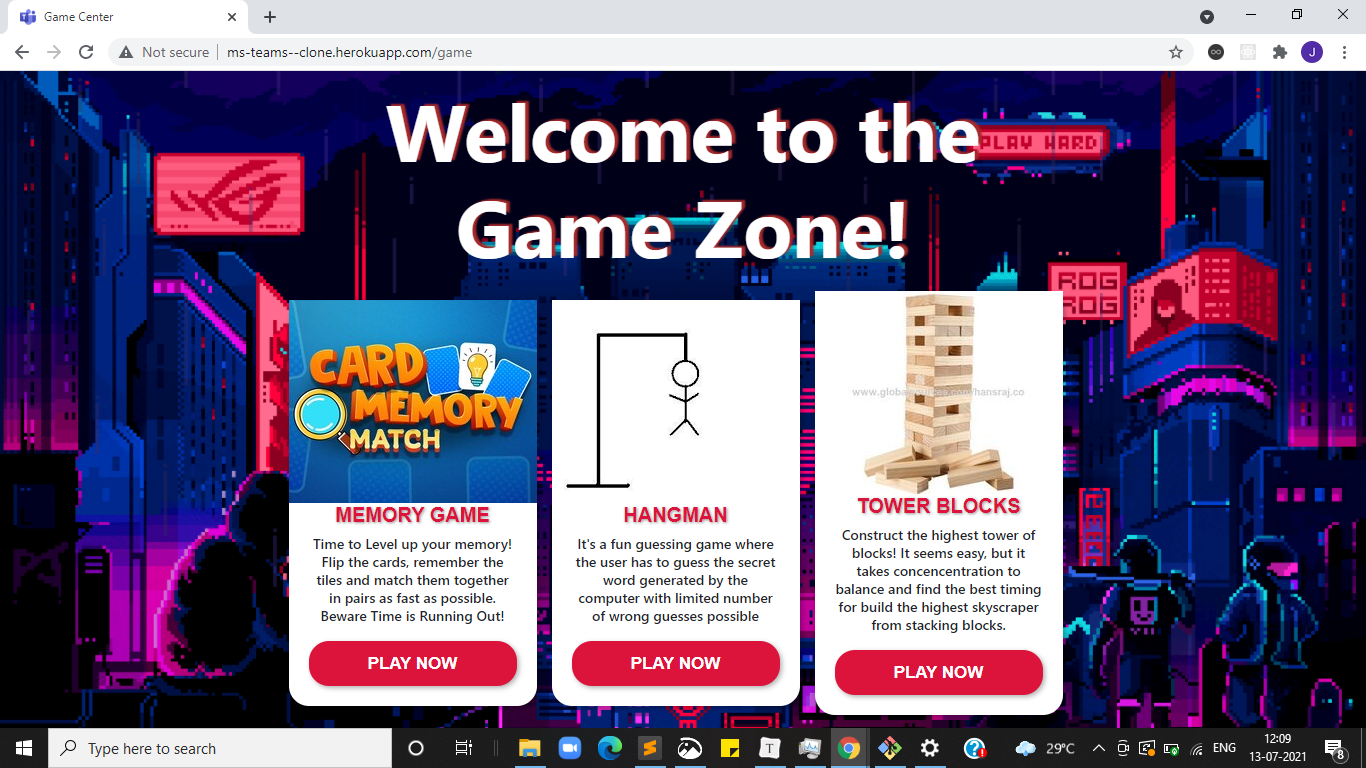 Game Center
Not secure
ms-teams--clone.herokuapp.com/game
J
Welcome to the
PLAY HARD
Game Zone!
ROG
ROG
CARD
MEMORY
MATCH
MEMORY GAME
Time to Level up your memory!
Flip the cards, remember the
tiles and match them together
in pairs as fast as possible.
Beware Time is Running Out!
PLAY NOW
HANGMAN
It's a fun guessing game where
the user has to guess the secret
word generated by the
computer with limited number
of wrong guesses possible
PLAY NOW
TOWER BLOCKS
Construct the highest tower of
blocks! It seems easy, but it
takes concencentration to
balance and find the best timing
for build the highest skyscraper
from stacking blocks.
PLAY NOW
Type here to search
T
29°C
ENG
12:09
13-07-2021
8